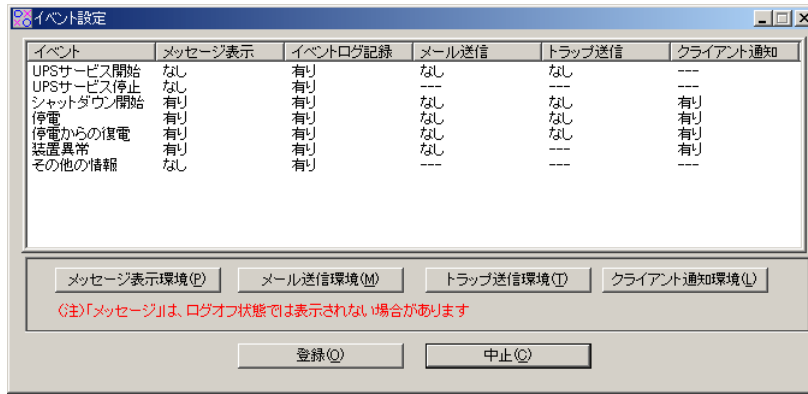 イベント設定
イベント メッセージ表示 イベントログ記録 メール送信 トラップ送信 クライアント通知
UPSサービス開始 なし 有り なし なし ---
UPSサービス停止 なし 有り --- --- ---
シャットダウン開始 有り 有り なし なし 有り
停電 有り 有り なし なし 有り
停電からの復電 有り 有り なし なし 有り
装置異常 有り 有り なし --- 有り
その他の情報 なし 有り --- --- ---
メッセージ表示環境(P) メール送信環境(M) トラップ送信環境(T) クライアント通知環境(L)
(注)「メッセージ」は、ログオフ状態では表示されない場合があります
登録(O) 中止(C)